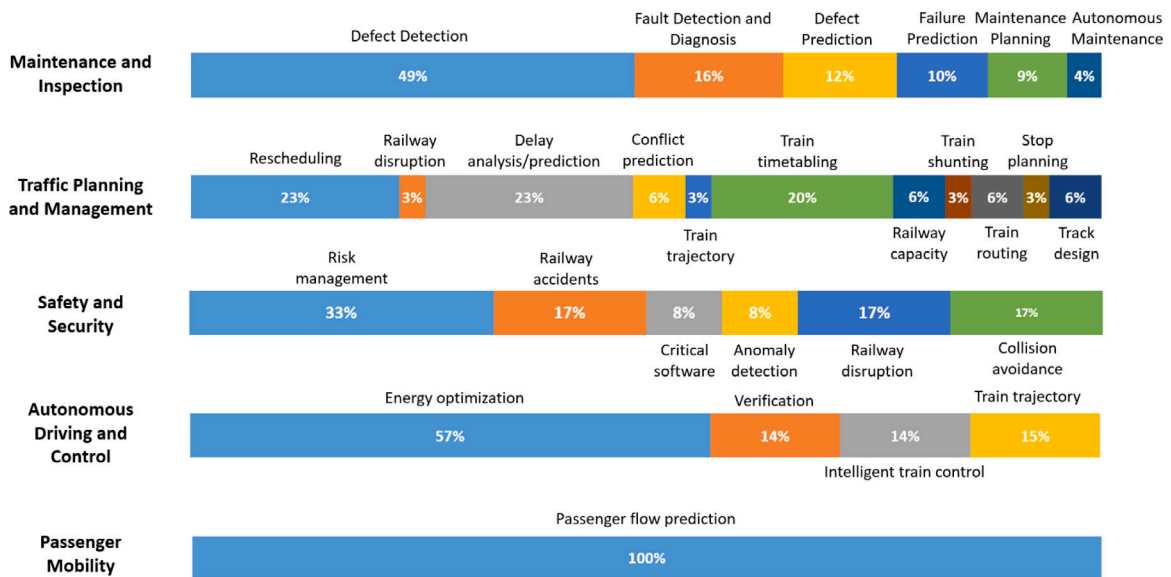 Defect Detection
Fault Detection and
Diagnosis
Defect
Prediction
Failure
Prediction
Maintenance
Planning
Autonomous
Maintenance
Maintenance and
Inspection
49%
16%
12%
10%
9%
4%
Rescheduling
Railway
disruption
Delay
analysis/prediction
Conflict
prediction
Train
timetabling
Train
shunting
Stop
planning
Traffic Planning
and Management
23%
3%
23%
6%
3%
20%
6%
3%
6%
3%
6%
Train
trajectory
Railway
capacity
Train
routing
Track
design
Risk
management
Railway
accidents
Safety and
Security
33%
17%
8%
8%
17%
17%
Critical
software
Anomaly
detection
Railway
disruption
Collision
avoidance
Energy optimization
Verification
Train trajectory
Autonomous
Driving and
Control
57%
14%
14%
15%
Intelligent train control
Passenger flow prediction
Passenger
Mobility
100%